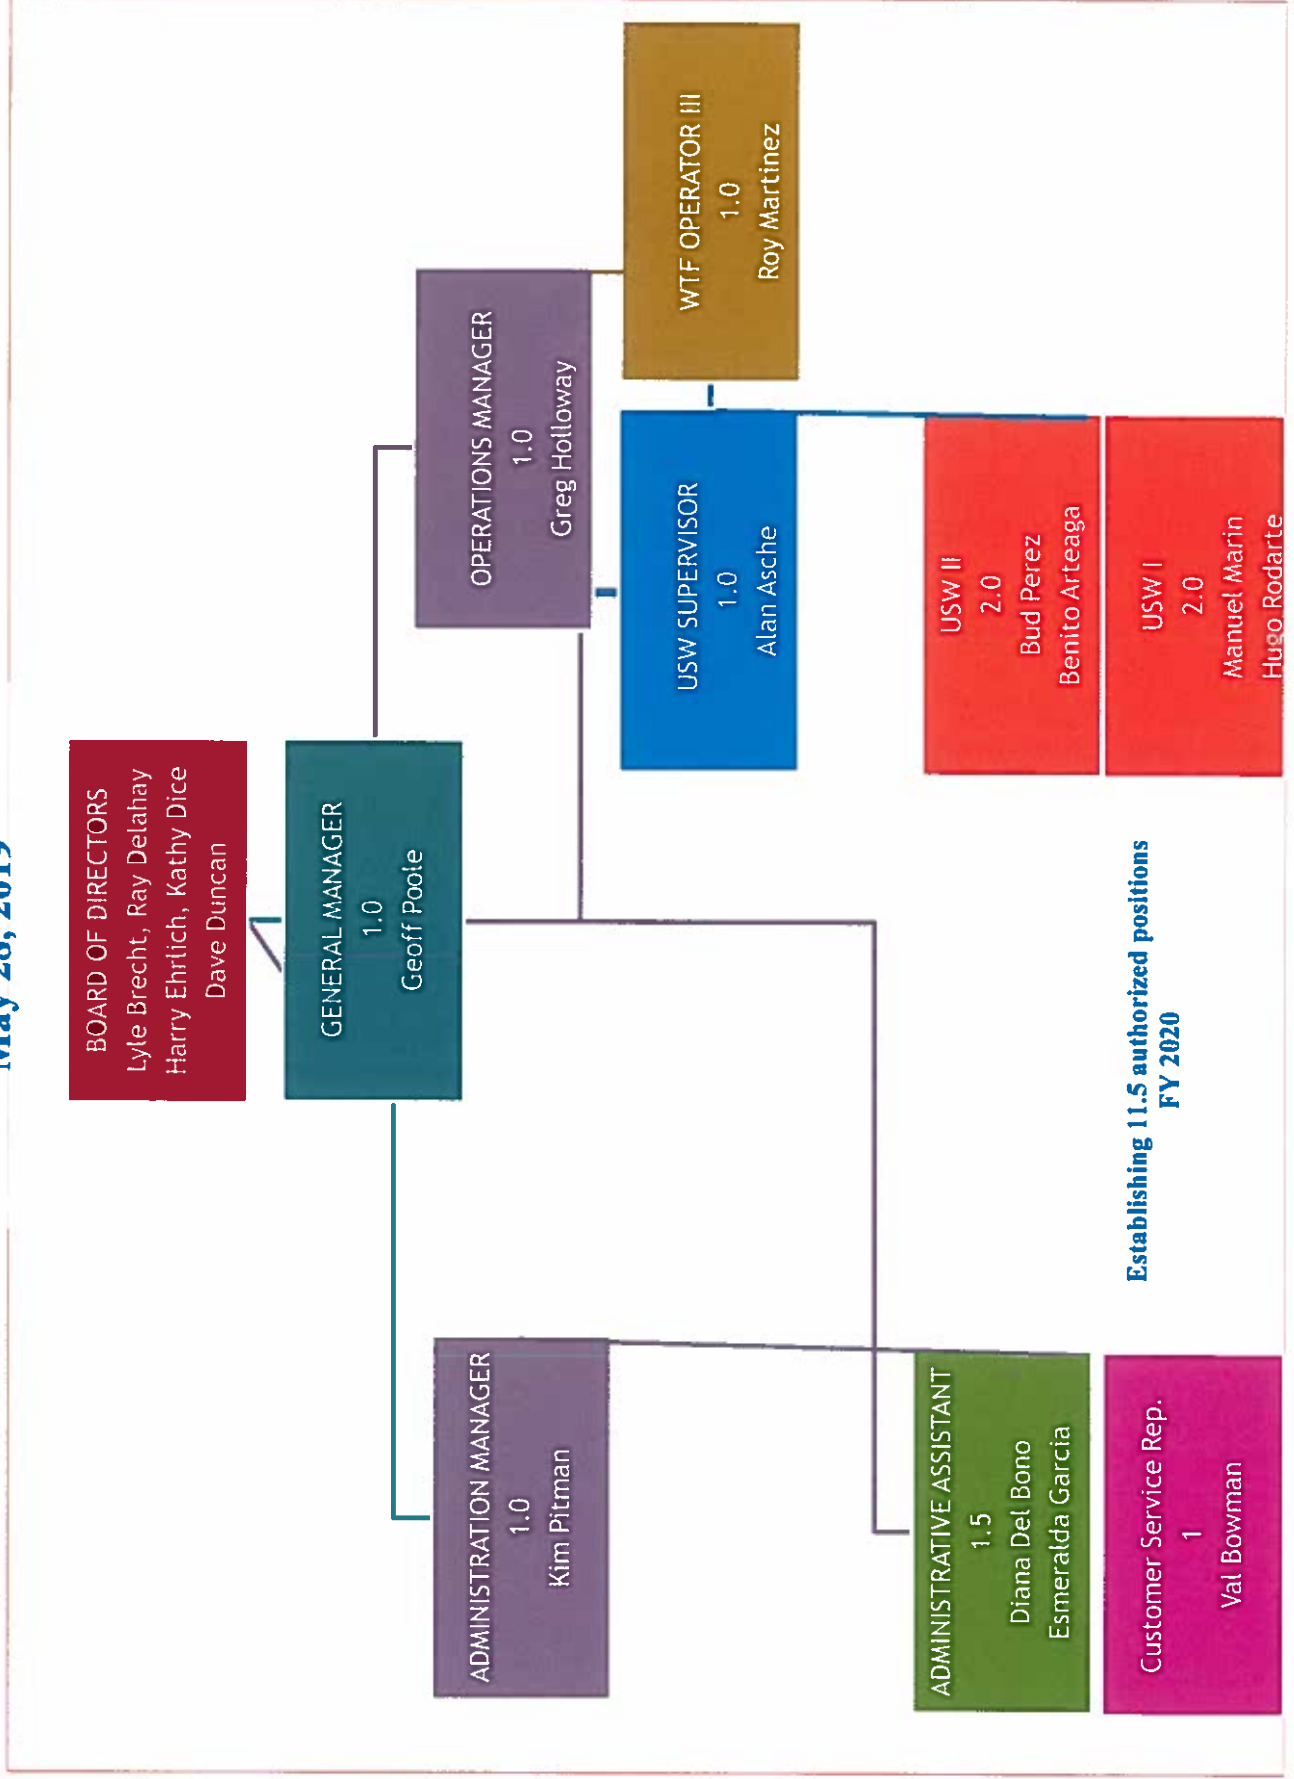 May 28, 2019
BOARD OF DIRECTORS
Lyle Brecht, Ray Delahay
Harry Ehrlich, Kathy Dice
Dave Duncan
GENERAL MANAGER
1.0
Geoff Poole
ADMINISTRATION MANAGER
1.0
Kim Pitman
OPERATIONS MANAGER
1.0
Greg Holloway
USW SUPERVISOR
1.0
Alan Asche
WTF OPERATOR III
1.0
Roy Martinez
ADMINISTRATIVE ASSISTANT
1.5
Diana Del Bono
Esmeralda Garcia
USW II
2.0
Bud Perez
Benito Arteaga
Customer Service Rep.
1
Val Bowman
Establishing 11.5 authorized positions
FY 2020
USW I
2.0
Manuel Marin
Hugo Rodarte